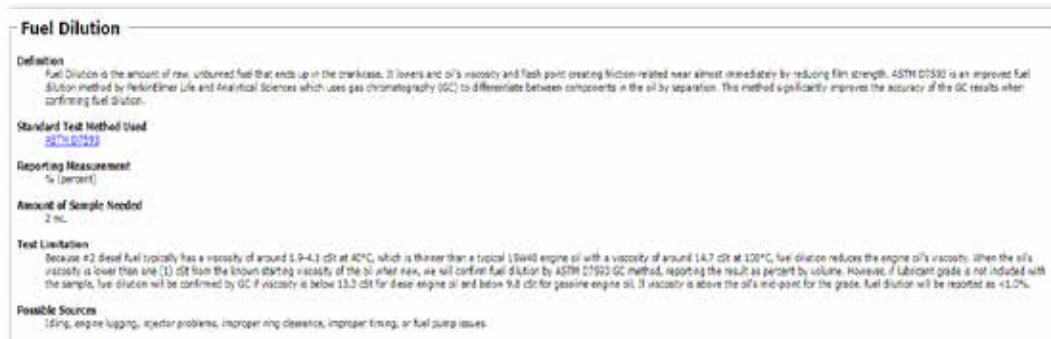 Fuel Dilution
Definition
Fuel Dilution is the amount of raw, unburned fuel that ends up in the crankcase. It lowers and oil's viscosity and flash point creating friction-related wear almost immediately by reducing film strength. ASTM D7593 is an improved fuel
dilution method by PerkinElmer Life and Analytical Sciences which uses gas chromatography (GC) to differentiate between components in the oil by separation. This method significantly improves the accuracy of the GC results when
confirming fuel dilution.
Standard Test Method Used
ASTM D7593
Reporting Measurement
% (percent)
Amount of Sample Needed
2 mL
Test Limitation
Because #2 diesel fuel typically has a viscosity of around 1.9-4.1 cSt at 40°C, which is thinner than a typical 15W40 engine oil with a viscosity of around 14.7 cSt at 100°C, fuel dilution reduces the engine oil's viscosity. When the oil's
viscosity is lower than one (1) cSt from the known starting viscosity of the oil when new, we will confirm fuel dilution by ASTM D7593 GC method, reporting the result as percent by volume. However, if lubricant grade is not included with
the sample, fuel dilution will be confirmed by GC if viscosity is below 13.3 cSt for diesel engine oil and below 9.8 cSt for gasoline engine oil. If viscosity is above the oil's mid-point for the grade, fuel dilution will be reported as <1.0%.
Possible Sources
Idling, engine lugging, injector problems, improper ring clearance, improper timing, or fuel pump issues